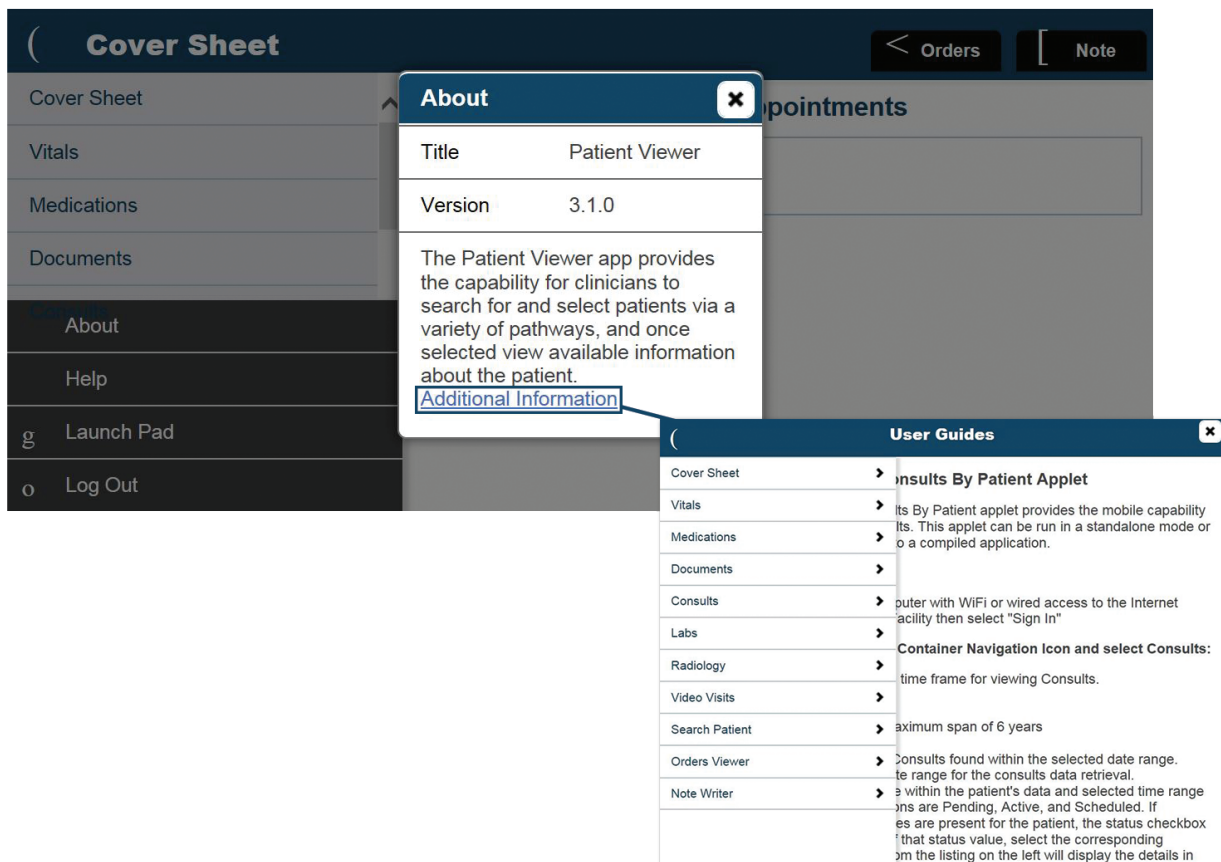 ( Cover Sheet
< Orders
[ Note
Cover Sheet
Vitals
Medications
Documents
About
Help
g Launch Pad
o Log Out
ppointments
About
Title Patient Viewer
Version 3.1.0
The Patient Viewer app provides
the capability for clinicians to
search for and select patients via a
variety of pathways, and once
selected view available information
about the patient.
Additional Information
( User Guides
Cover Sheet
Vitals
Medications
Documents
Consults
Labs
Radiology
Video Visits
Search Patient
Orders Viewer
Note Writer
onsults By Patient Applet
lts By Patient applet provides the mobile capability
lts. This applet can be run in a standalone mode or
o a compiled application.
puter with WiFi or wired access to the Internet
acility then select "Sign In"
Container Navigation Icon and select Consults:
time frame for viewing Consults.
aximum span of 6 years
Consults found within the selected date range.
te range for the consults data retrieval.
e within the patient's data and selected time range
ons are Pending, Active, and Scheduled. If
es are present for the patient, the status checkbox
f that status value, select the corresponding
om the listing on the left will display the details in